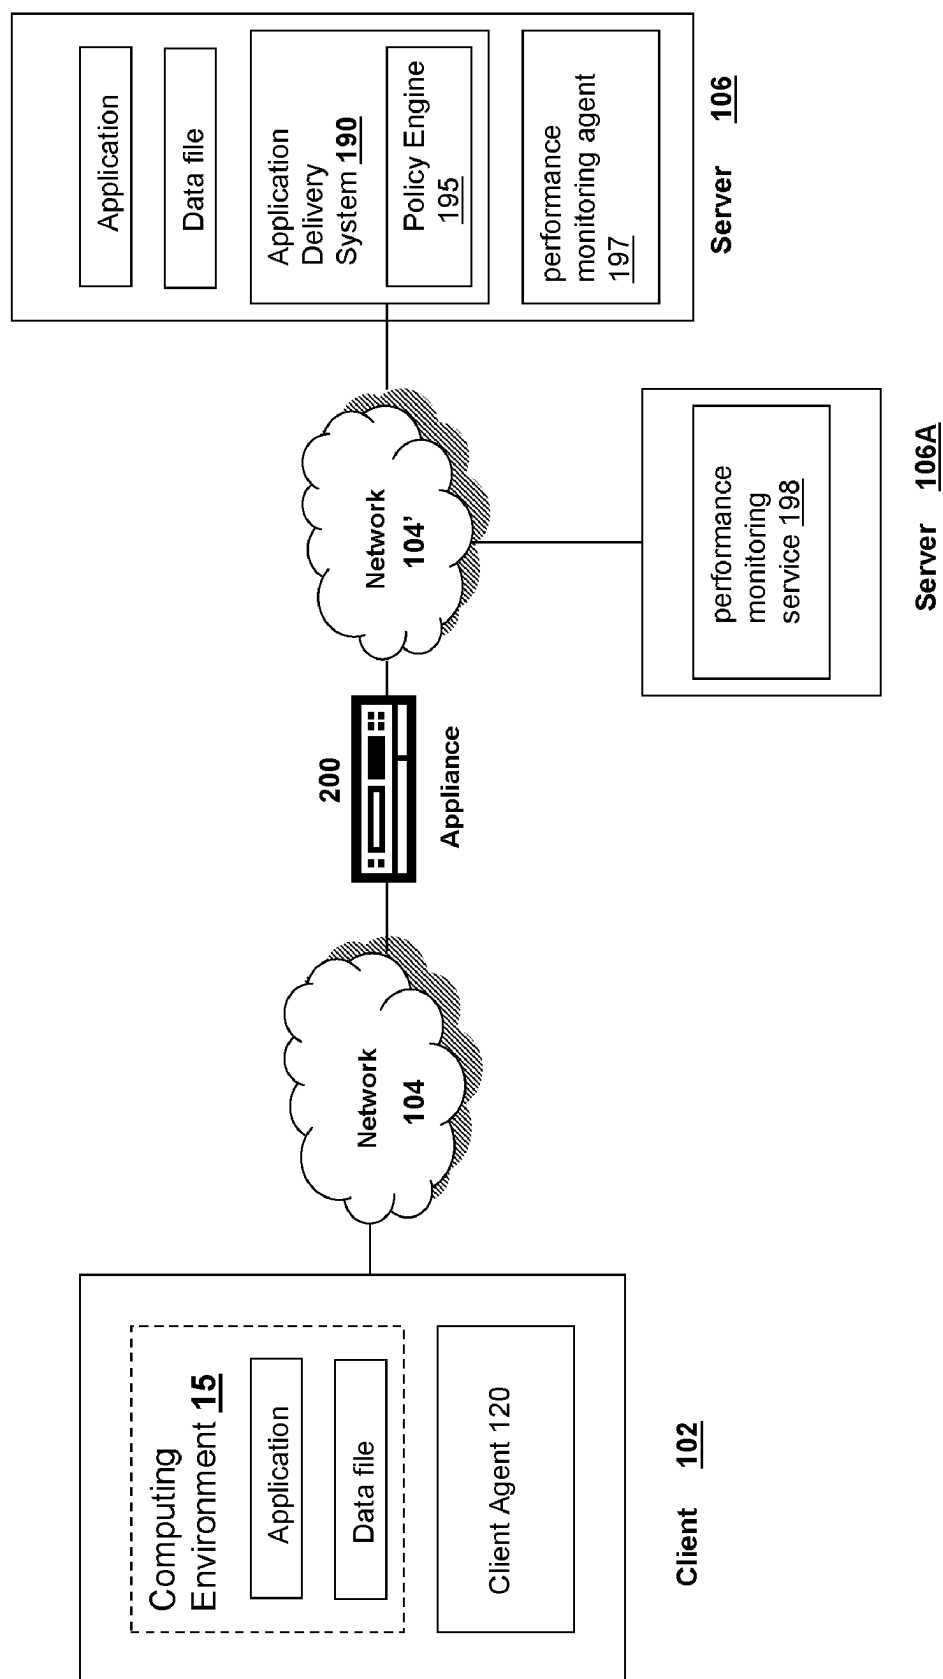 Computing
Environment 15
Application
Data file
Client Agent 120
Client 102
Network
104
200
Appliance
Network
104'
Application
Data file
Application
Delivery
System 190
Policy Engine
195
performance
monitoring agent
197
Server 106
performance
monitoring
service 198
Server 106A